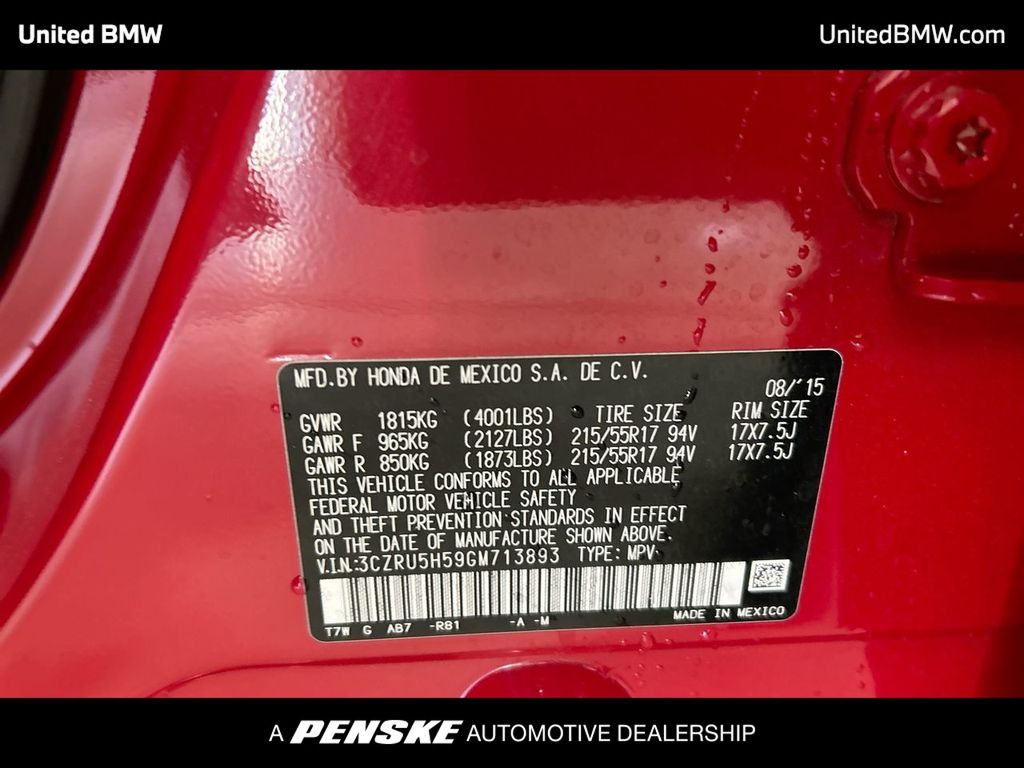 United BMW
UnitedBMW.com
MFD.BY HONDA DE MEXICO S.A. DE C.V.
08/'15
GVWR 1815KG (4001LBS) TIRE SIZE RIM SIZE
GAWR F 965KG (2127LBS) 215/55R17 94V 17X7.5J
GAWR R 850KG (1873LBS) 215/55R17 94V 17X7.5J
THIS VEHICLE CONFORMS TO ALL APPLICABLE
FEDERAL MOTOR VEHICLE SAFETY
AND THEFT PREVENTION STANDARDS IN EFFECT
ON THE DATE OF MANUFACTURE SHOWN ABOVE.
V.I.N:3CZRU5H59GM713893 TYPE: MPV
MADE IN MEXICO
T7W G AB7 -R81 -A -M
A PENSKE AUTOMOTIVE DEALERSHIP